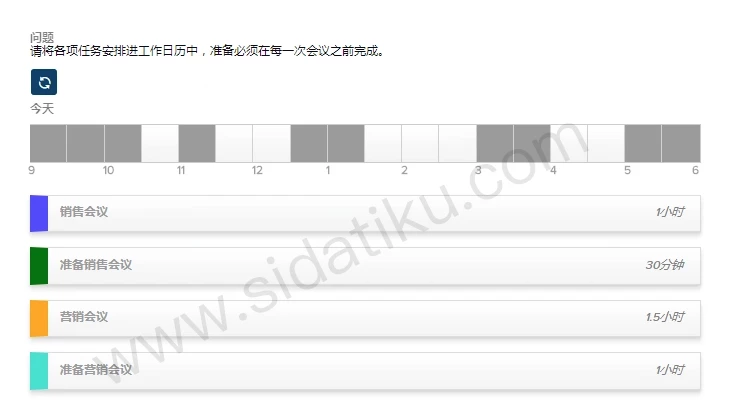 问题
请将各项任务安排进工作日历中，准备必须在每一次会议之前完成。
今天
9 10 11 12 1 2 3 4 5 6
销售会议 1小时
准备销售会议 30分钟
营销会议 1.5小时
准备营销会议 1小时
www.sidatiku.com